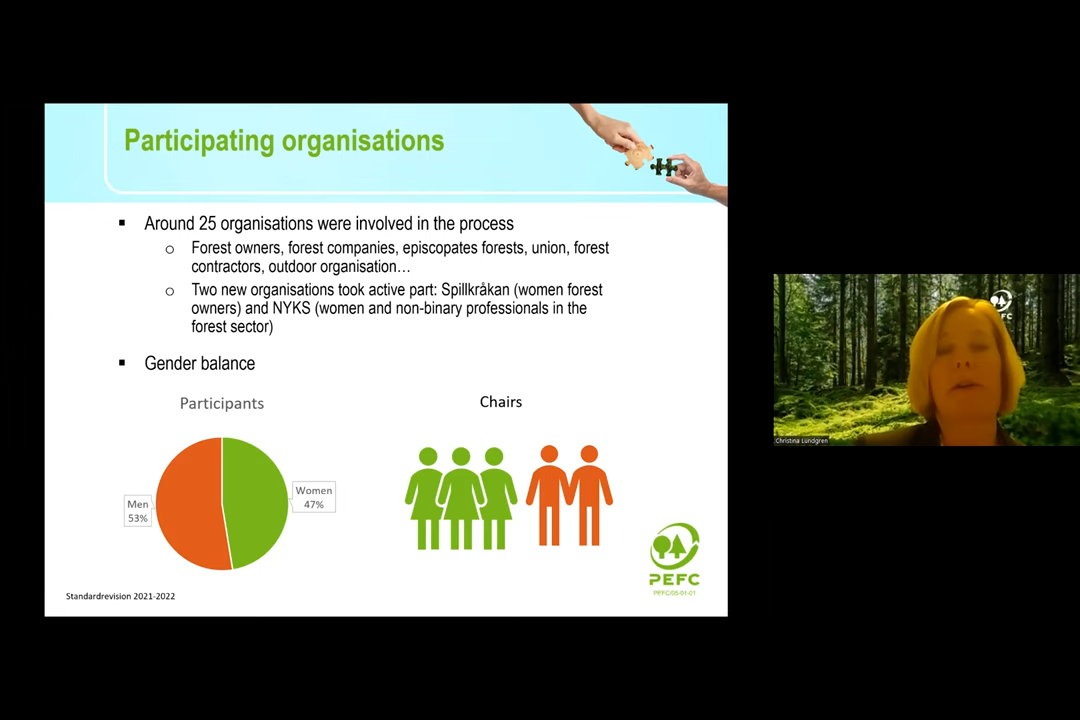 Participating organisations
▪ Around 25 organisations were involved in the process
o Forest owners, forest companies, episcopates forests, union, forest
contractors, outdoor organisation…
o Two new organisations took active part: Spillkråkan (women forest
owners) and NYKS (women and non-binary professionals in the
forest sector)
▪ Gender balance
Participants
Chairs
Men
53%
Women
47%
PEFC
PEFC/05-01-01
Standardrevision 2021-2022
Christina Lundgren